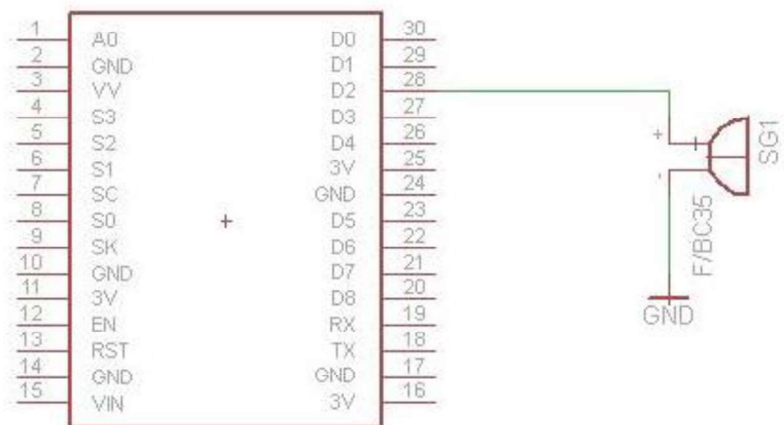 1 A0 D0 30
2 GND D1 29
3 VV D2 28
4 S3 D3 27
5 S2 D4 26
6 S1 3V 25
7 SC GND 24
8 S0 D5 23
9 SK D6 22
10 GND D7 21
11 3V D8 20
12 EN RX 19
13 RST TX 18
14 GND GND 17
15 VIN 3V 16
+
-
SG1
F/BC35
GND